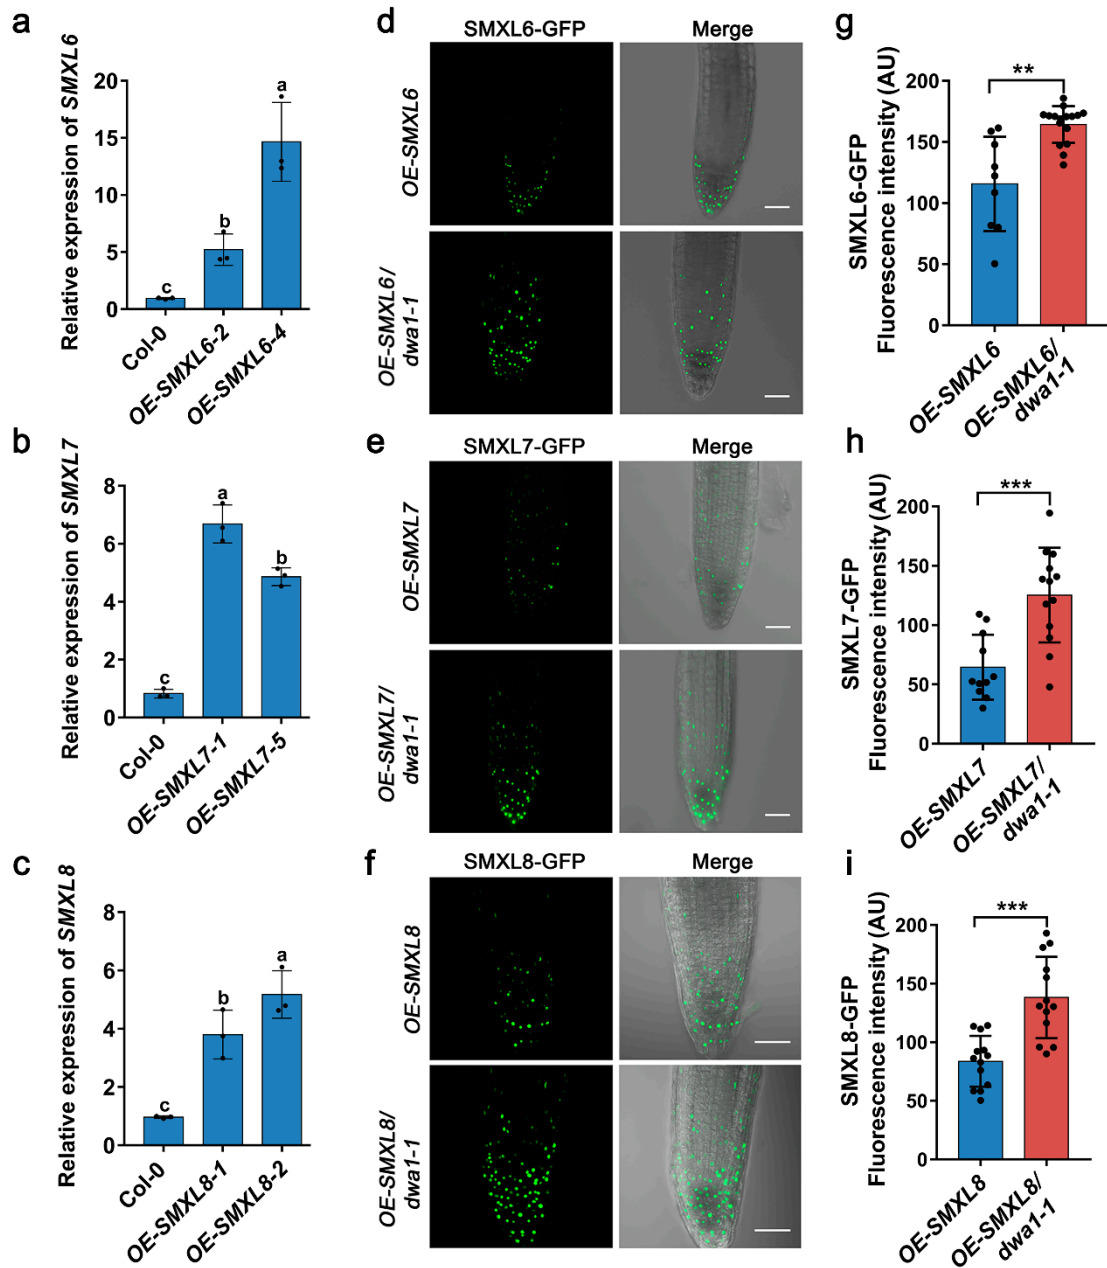 a
Relative expression of SMXL6
20
15
10
5
0
c
b
a
Col-0
OE-SMXL6-2
OE-SMXL6-4
b
Relative expression of SMXL7
8
6
4
2
0
c
a
b
Col-0
OE-SMXL7-1
OE-SMXL7-5
c
Relative expression of SMXL8
8
6
4
2
0
c
b
a
Col-0
OE-SMXL8-1
OE-SMXL8-2
d
SMXL6-GFP
Merge
OE-SMXL6
OE-SMXL6/
dwa1-1
e
SMXL7-GFP
Merge
OE-SMXL7
OE-SMXL7/
dwa1-1
f
SMXL8-GFP
Merge
OE-SMXL8
OE-SMXL8/
dwa1-1
g
SMXL6-GFP
Fluorescence intensity (AU)
200
150
100
50
0
**
OE-SMXL6
OE-SMXL6/
dwa1-1
h
SMXL7-GFP
Fluorescence intensity (AU)
200
150
100
50
0
***
OE-SMXL7
OE-SMXL7/
dwa1-1
i
SMXL8-GFP
Fluorescence intensity (AU)
200
150
100
50
0
***
OE-SMXL8
OE-SMXL8/
dwa1-1